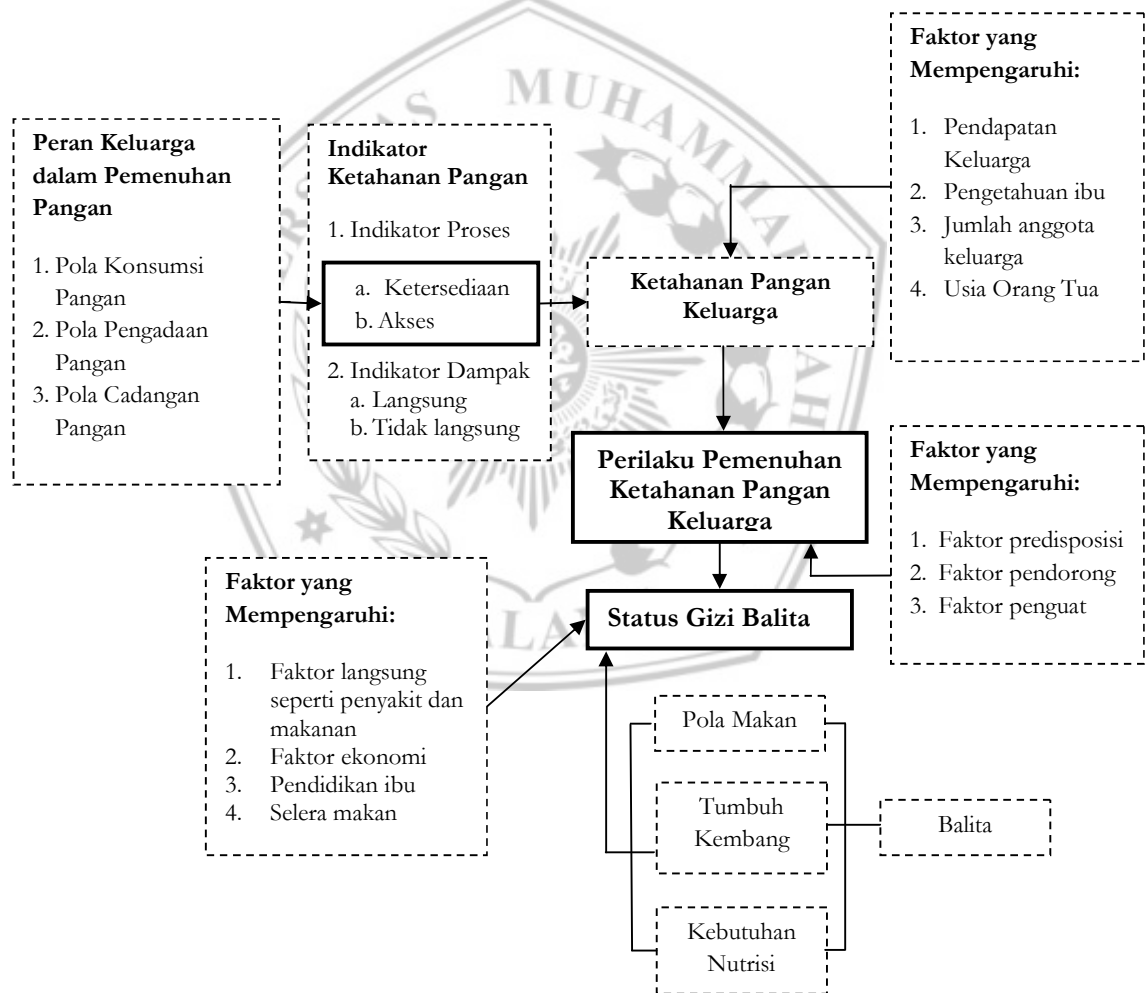 Faktor yang
Mempengaruhi:
1. Pendapatan
Keluarga
2. Pengetahuan ibu
3. Jumlah anggota
keluarga
4. Usia Orang Tua
Peran Keluarga
dalam Pemenuhan
Pangan
1. Pola Konsumsi
Pangan
2. Pola Pengadaan
Pangan
3. Pola Cadangan
Pangan
Indikator
Ketahanan Pangan
1. Indikator Proses
a. Ketersediaan
b. Akses
2. Indikator Dampak
a. Langsung
b. Tidak langsung
Ketahanan Pangan
Keluarga
Perilaku Pemenuhan
Ketahanan Pangan
Keluarga
Faktor yang
Mempengaruhi:
1. Faktor predisposisi
2. Faktor pendorong
3. Faktor penguat
Faktor yang
Mempengaruhi:
1. Faktor langsung
seperti penyakit dan
makanan
2. Faktor ekonomi
3. Pendidikan ibu
4. Selera makan
Status Gizi Balita
Pola Makan
Tumbuh
Kembang
Balita
Kebutuhan
Nutrisi
MUHAMMA